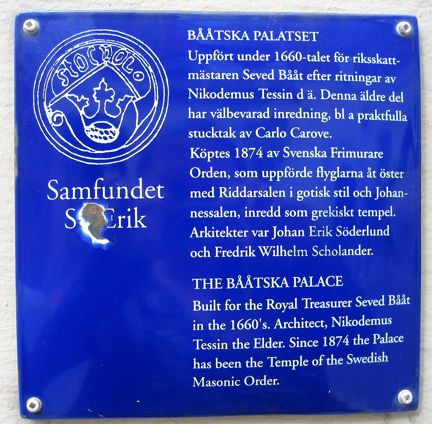 STOCHOL
Samfundet
S Erik
BÅÅTSKA PALATSET
Uppfört under 1660-talet för riksskatt-
mästaren Seved Bååt efter ritningar av
Nikodemus Tessin d ä. Denna äldre del
har välbevarad inredning, bl a praktfulla
stucktak av Carlo Carove.
Köptes 1874 av Svenska Frimurare
Orden, som uppförde flyglarna åt öster
med Riddarsalen i gotisk stil och Johan-
nessalen, inredd som grekiskt tempel.
Arkitekter var Johan Erik Söderlund
och Fredrik Wilhelm Scholander.
THE BÅÅTSKA PALACE
Built for the Royal Treasurer Seved Bååt
in the 1660's. Architect, Nikodemus
Tessin the Elder. Since 1874 the Palace
has been the Temple of the Swedish
Masonic Order.